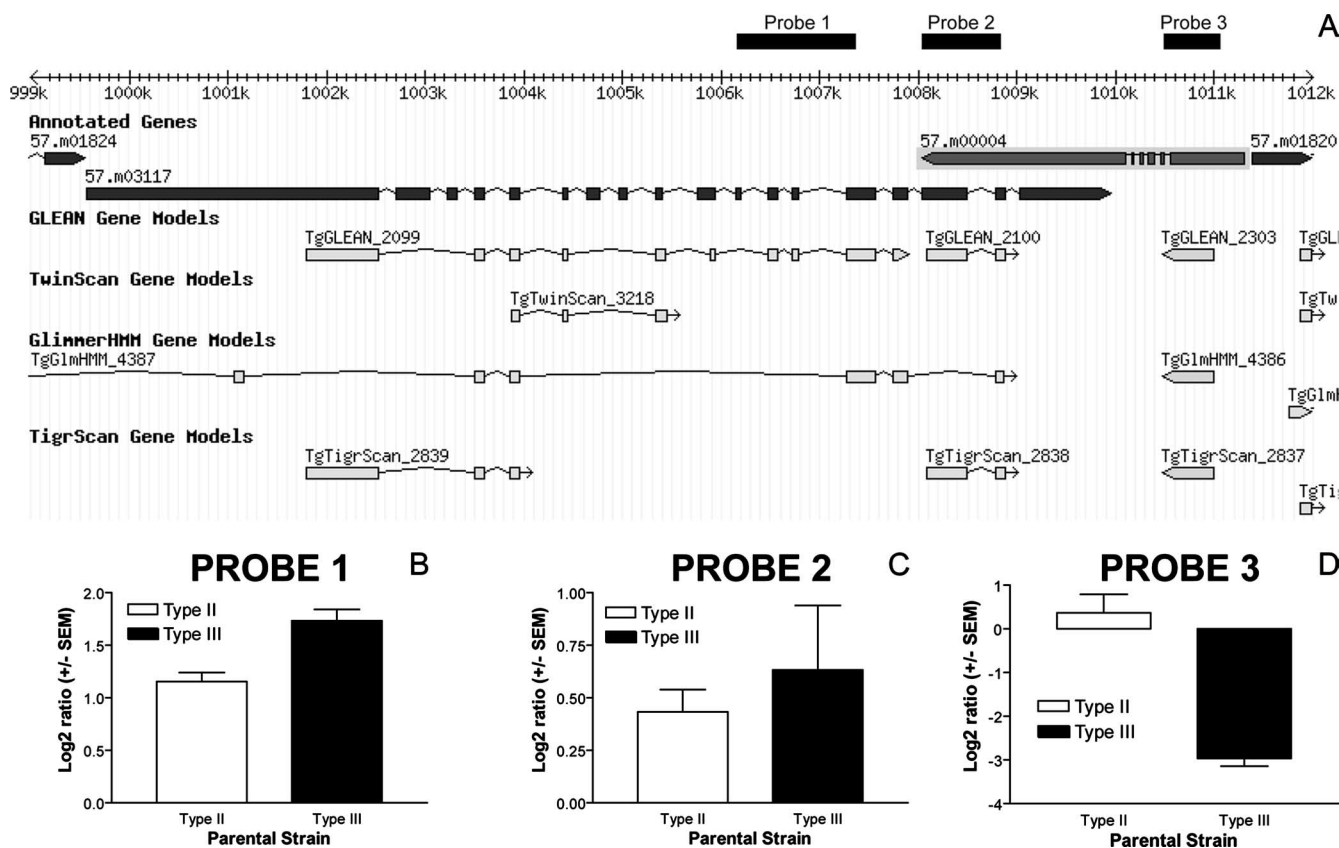 Probe 1 Probe 2 Probe 3 A
999k 1000k 1001k 1002k 1003k 1004k 1005k 1006k 1007k 1008k 1009k 1010k 1011k 1012k
Annotated Genes
57.m01824 57.m00004 57.m01820
57.m03117
GLEAN Gene Models
TgGLEAN_2099 TgGLEAN_2100 TgGLEAN_2303 TgGLE
TwinScan Gene Models
TgTwinScan_3218 TgTw
GlimmerHMM Gene Models
TgGlmHMM_4387 TgGlmHMM_4386
TgGlmH
TigrScan Gene Models
TgTigrScan_2839 TgTigrScan_2838 TgTigrScan_2837
TgTig
PROBE 1 B
Log2 ratio (+/- SEM)
2.0
1.5
1.0
0.5
0.0
Type II
Type III
Type II Type III
Parental Strain
PROBE 2 C
Log2 ratio (+/- SEM)
1.00
0.75
0.50
0.25
0.00
Type II
Type III
Type II Type III
Parental Strain
PROBE 3 D
Log2 ratio (+/- SEM)
1
0
-1
-2
-3
-4
Type II
Type III
Type II Type III
Parental Strain